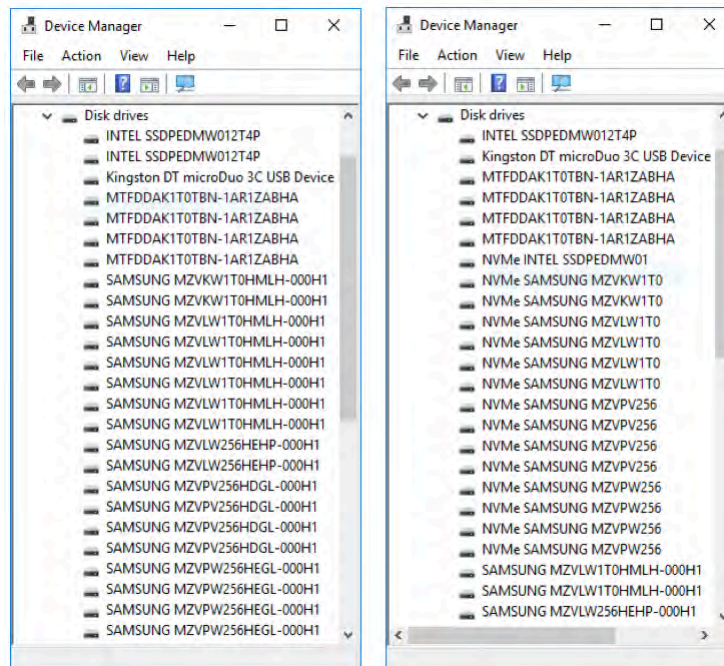 Device Manager
File Action View Help
Disk drives
INTEL SSDPEDMW012T4P
INTEL SSDPEDMW012T4P
Kingston DT microDuo 3C USB Device
MTFDDAK1T0TBN-1AR1ZABHA
MTFDDAK1T0TBN-1AR1ZABHA
MTFDDAK1T0TBN-1AR1ZABHA
MTFDDAK1T0TBN-1AR1ZABHA
SAMSUNG MZVKW1T0HMLH-000H1
SAMSUNG MZVKW1T0HMLH-000H1
SAMSUNG MZVLW1T0HMLH-000H1
SAMSUNG MZVLW1T0HMLH-000H1
SAMSUNG MZVLW1T0HMLH-000H1
SAMSUNG MZVLW1T0HMLH-000H1
SAMSUNG MZVLW1T0HMLH-000H1
SAMSUNG MZVLW1T0HMLH-000H1
SAMSUNG MZVLW256HEHP-000H1
SAMSUNG MZVLW256HEHP-000H1
SAMSUNG MZVPV256HDGL-000H1
SAMSUNG MZVPV256HDGL-000H1
SAMSUNG MZVPV256HDGL-000H1
SAMSUNG MZVPV256HDGL-000H1
SAMSUNG MZVPW256HEGL-000H1
SAMSUNG MZVPW256HEGL-000H1
SAMSUNG MZVPW256HEGL-000H1
SAMSUNG MZVPW256HEGL-000H1
Device Manager
File Action View Help
Disk drives
INTEL SSDPEDMW012T4P
Kingston DT microDuo 3C USB Device
MTFDDAK1T0TBN-1AR1ZABHA
MTFDDAK1T0TBN-1AR1ZABHA
MTFDDAK1T0TBN-1AR1ZABHA
MTFDDAK1T0TBN-1AR1ZABHA
NVMe INTEL SSDPEDMW01
NVMe SAMSUNG MZVKW1T0
NVMe SAMSUNG MZVKW1T0
NVMe SAMSUNG MZVLW1T0
NVMe SAMSUNG MZVLW1T0
NVMe SAMSUNG MZVLW1T0
NVMe SAMSUNG MZVLW1T0
NVMe SAMSUNG MZVPV256
NVMe SAMSUNG MZVPV256
NVMe SAMSUNG MZVPV256
NVMe SAMSUNG MZVPV256
NVMe SAMSUNG MZVPW256
NVMe SAMSUNG MZVPW256
NVMe SAMSUNG MZVPW256
NVMe SAMSUNG MZVPW256
SAMSUNG MZVLW1T0HMLH-000H1
SAMSUNG MZVLW1T0HMLH-000H1
SAMSUNG MZVLW256HEHP-000H1